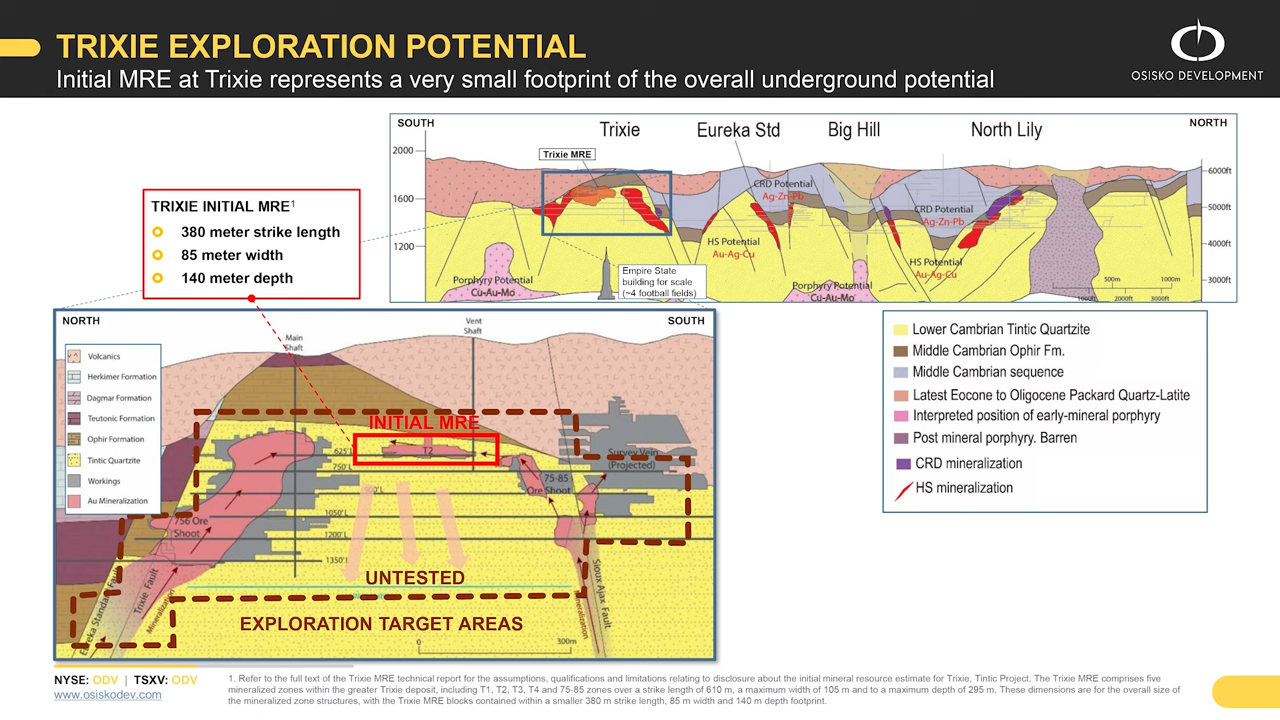 TRIXIE EXPLORATION POTENTIAL
Initial MRE at Trixie represents a very small footprint of the overall underground potential
OSISKO DEVELOPMENT
SOUTH
Trixie
Eureka Std
Big Hill
North Lily
NORTH
Trixie MRE
2000
1600
1200
6000ft
5000ft
4000ft
3000ft
CRD Potential
Ag-Zn-Pb
CRD Potential
Ag-Zn-Pb
HS Potential
Au-Ag-Cu
HS Potential
Au-Ag-Cu
Porphyry Potential
Cu-Au-Mo
Porphyry Potential
Cu-Au-Mo
Empire State
building for scale
(~4 football fields)
500m
1000m
1000ft
2000ft
3000ft
TRIXIE INITIAL MRE1
380 meter strike length
85 meter width
140 meter depth
NORTH
SOUTH
Main
Shaft
Vent
Shaft
Volcanics
Herkimer Formation
Dagmar Formation
Teutonic Formation
Ophir Formation
Tintic Quartzite
Workings
Au Mineralization
INITIAL MRE
T2
625'L
750'L
900'L
1050'L
1200'L
1350'L
756 Ore
Shoot
75-85
Ore Shoot
Survey Vein
(Projected)
Eureka Standard Fault
Trixie Fault
Mineralization
Sioux Ajax Fault
Mineralization
UNTESTED
EXPLORATION TARGET AREAS
0
300m
Lower Cambrian Tintic Quartzite
Middle Cambrian Ophir Fm.
Middle Cambrian sequence
Latest Eocone to Oligocene Packard Quartz-Latite
Interpreted position of early-mineral porphyry
Post mineral porphyry. Barren
CRD mineralization
HS mineralization
NYSE: ODV | TSXV: ODV
www.osiskodev.com
1. Refer to the full text of the Trixie MRE technical report for the assumptions, qualifications and limitations relating to disclosure about the initial mineral resource estimate for Trixie, Tintic Project. The Trixie MRE comprises five
mineralized zones within the greater Trixie deposit, including T1, T2, T3, T4 and 75-85 zones over a strike length of 610 m, a maximum width of 105 m and to a maximum depth of 295 m. These dimensions are for the overall size of
the mineralized zone structures, with the Trixie MRE blocks contained within a smaller 380 m strike length, 85 m width and 140 m depth footprint.